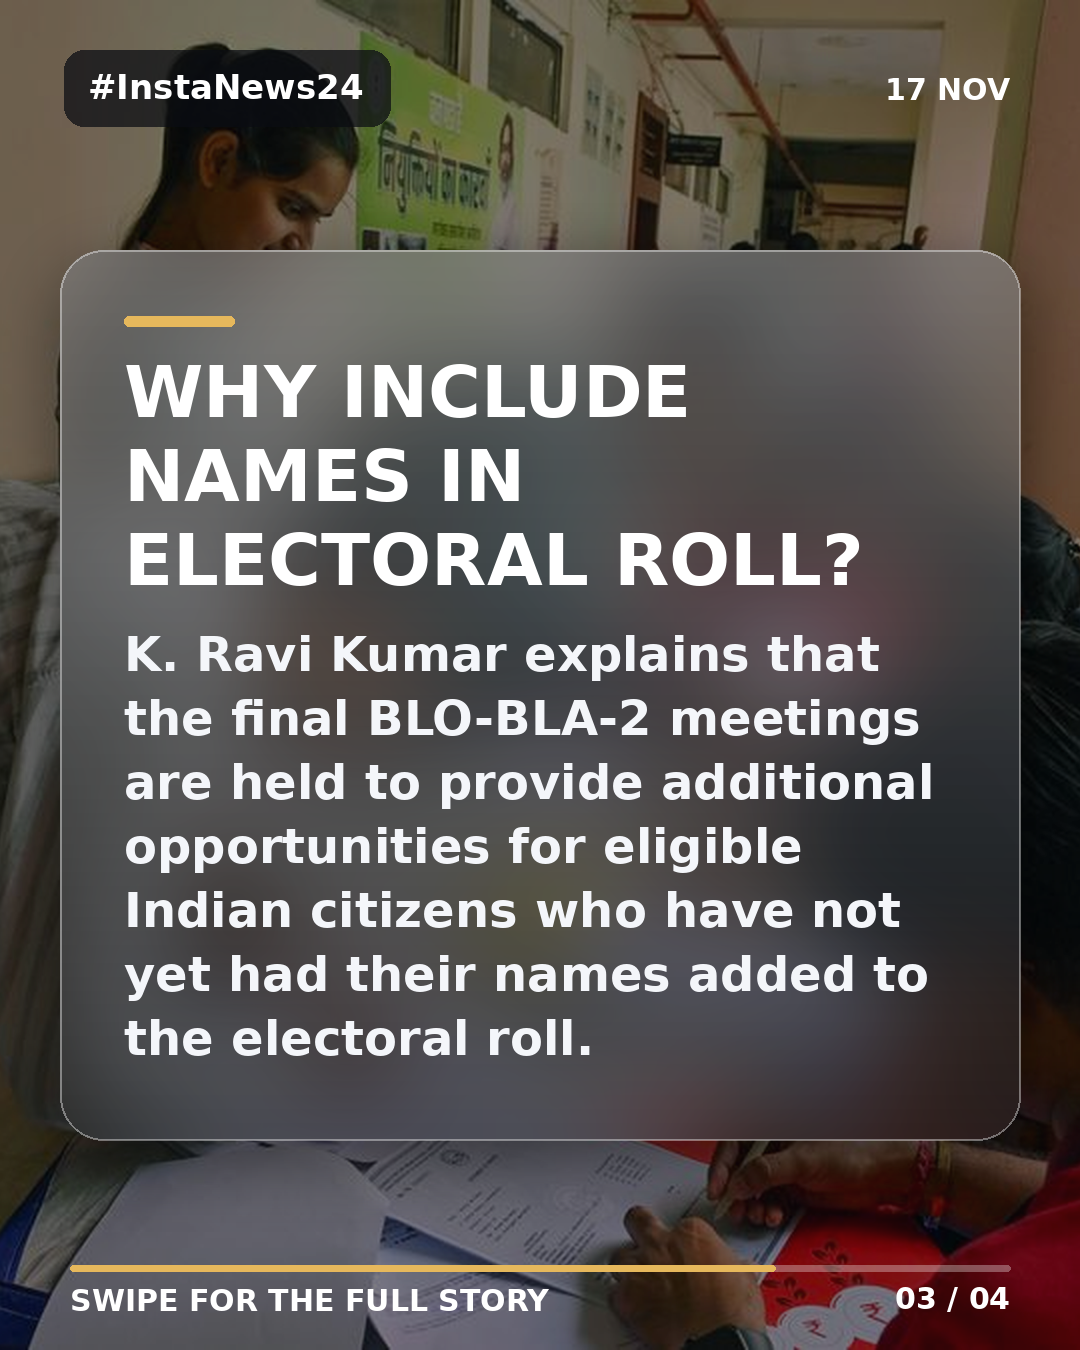 #InstaNews24
17 NOV
नियुक्तियों का कारवां
WHY INCLUDE
NAMES IN
ELECTORAL ROLL?
K. Ravi Kumar explains that
the final BLO-BLA-2 meetings
are held to provide additional
opportunities for eligible
Indian citizens who have not
yet had their names added to
the electoral roll.
SWIPE FOR THE FULL STORY
03 / 04